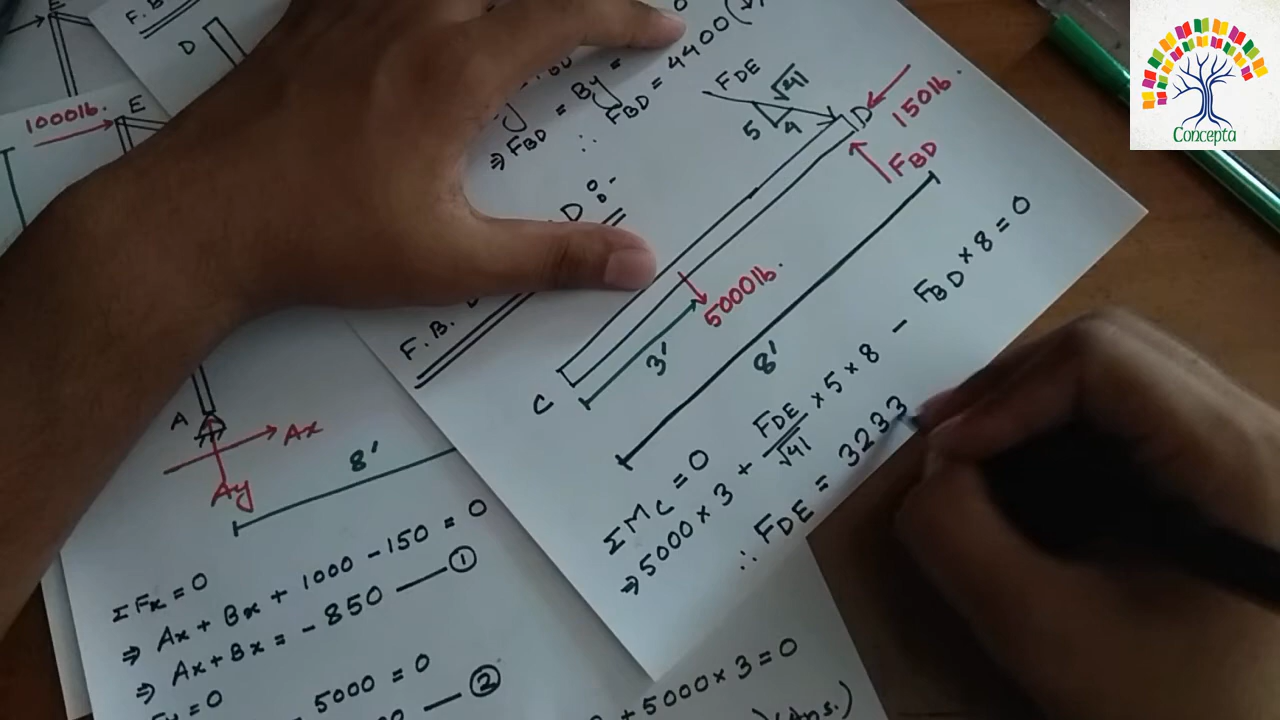 E
F.B
D
1000lb.
E
⇒ FBD = By =
∴ FBD = 4400 (
FDE
√41
5
4
D
150lb.
FBD
D :-
F.B.
5000lb.
3'
8'
C
A
Ax
Ay
8'
ΣMC = 0
⇒ 5000 × 3 + FDE/√41 × 5 × 8 - FBD × 8 = 0
∴ FDE = 3233
ΣFx = 0
⇒ Ax + Bx + 1000 - 150 = 0
⇒ Ax + Bx = - 850 —— ①
= 0
5000 = 0
—— ②
+ 5000 × 3 = 0
(Ans.)
Concepta